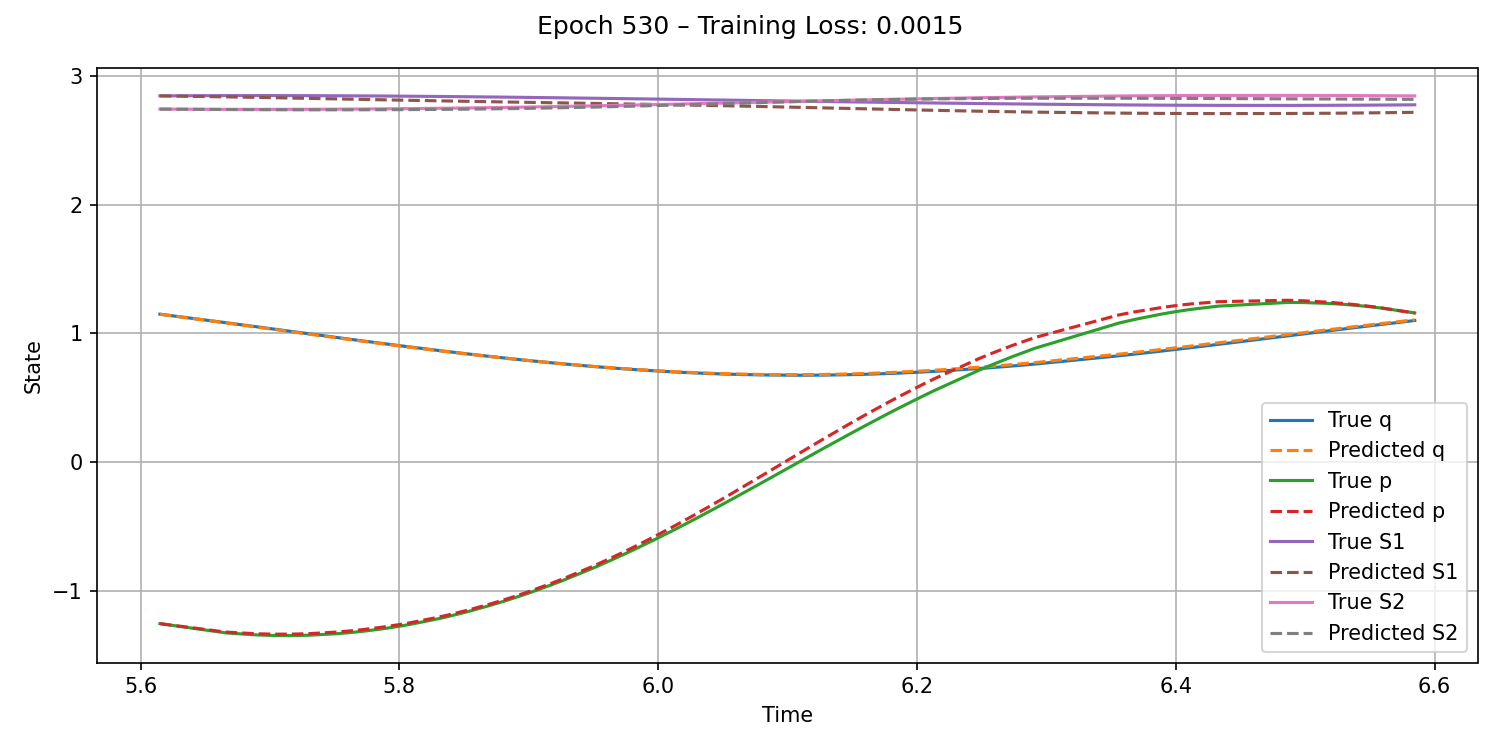 Epoch 530 – Training Loss: 0.0015
3
2
1
0
−1
State
5.6
5.8
6.0
6.2
6.4
6.6
Time
True q
Predicted q
True p
Predicted p
True S1
Predicted S1
True S2
Predicted S2